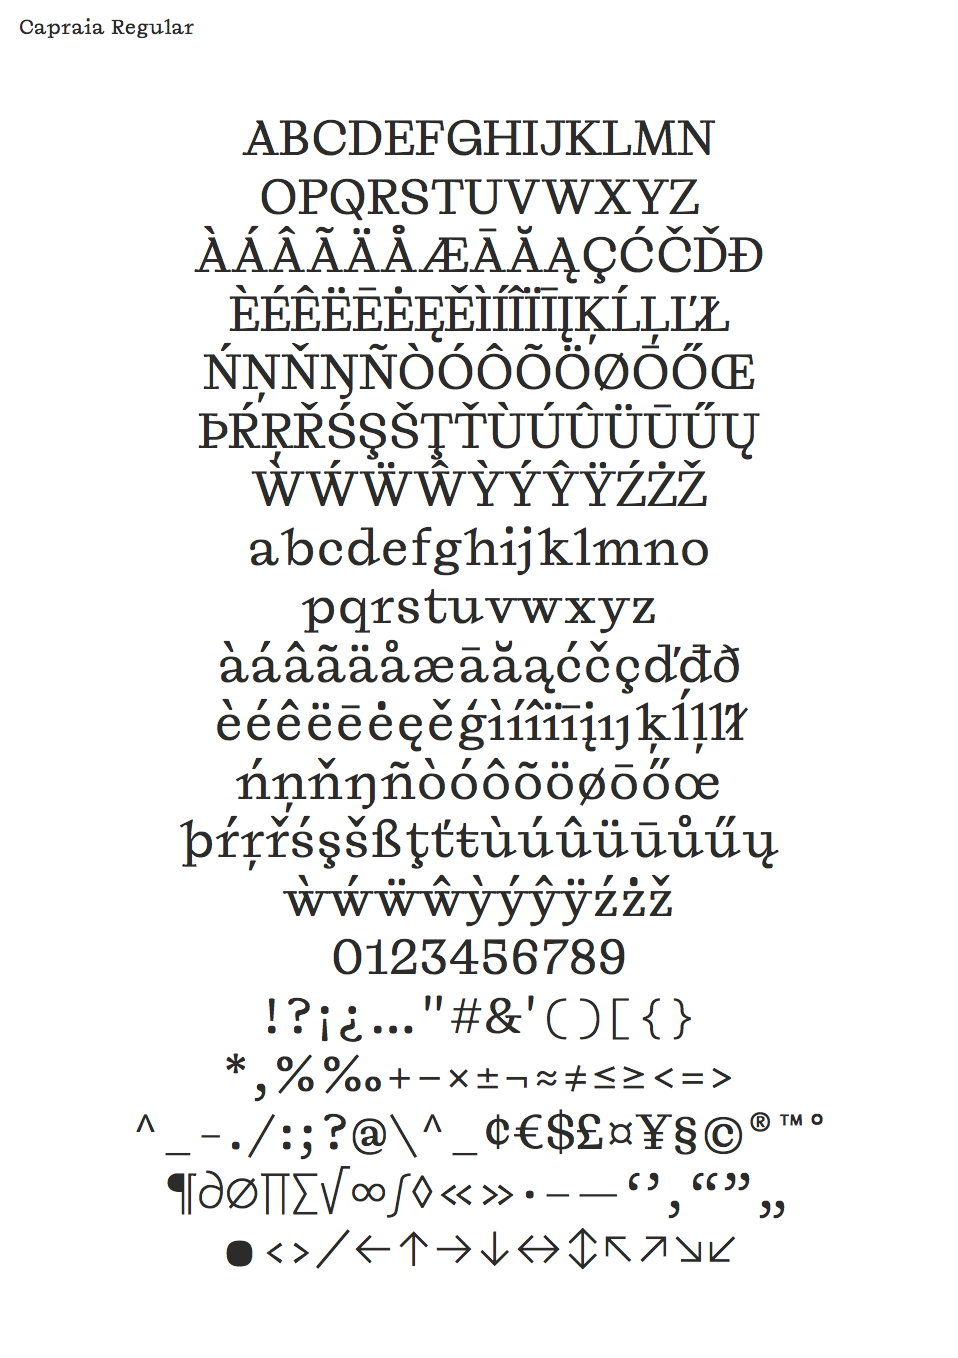 Capraia Regular
ABCDEFGHIJKLMN
OPQRSTUVWXYZ
ÀÁÂÃÄÅÆĀĂĄÇĆČĎĐ
ÈÉÊËĒĖĘĚÌÍÎÏĪĮĶĹĻĽŁ
ŃŅŇŊÑÒÓÔÕÖØŌŐŒ
ÞŔŖŘŚŞŠŢŤÙÚÛÜŪŰŲ
ẀẂẄŴỲÝŶŸŹŻŽ
abcdefghijklmno
pqrstuvwxyz
àáâãäåæāăąćčçďđð
èéêëēėęěģìíîïīįıȷķĺļľł
ńņňŋñòóôõöøōőœ
þŕŗřśşšßţťŧùúûüūůűų
ẁẃẅŵỳýŷÿźżž
0123456789
!?¡¿…"#&'()[{}
*,%‰+−×±¬≈≠≤≥<=>
^_-./:;?@\^_¢€$£¤¥§©®™°
¶∂∅∏∑√∞∫◊«»·–—‘’‚“”„
●‹›⁄←↑→↓↔↕↖↗↘↙